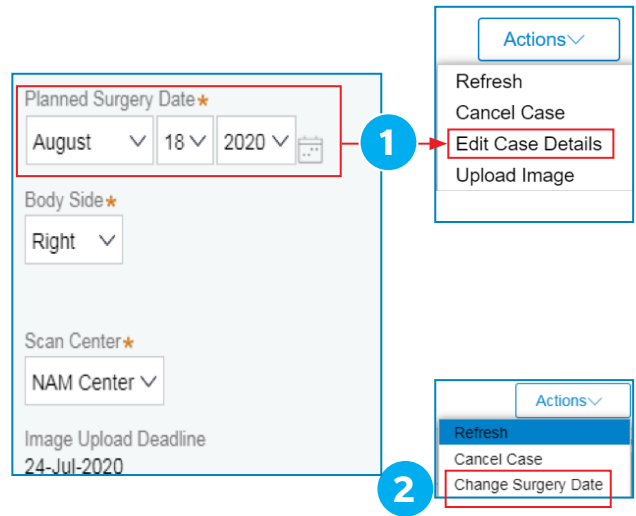 Planned Surgery Date*
August 18 2020
Body Side*
Right
Scan Center*
NAM Center
Image Upload Deadline
24-Jul-2020
1
Actions
Refresh
Cancel Case
Edit Case Details
Upload Image
2
Actions
Refresh
Cancel Case
Change Surgery Date